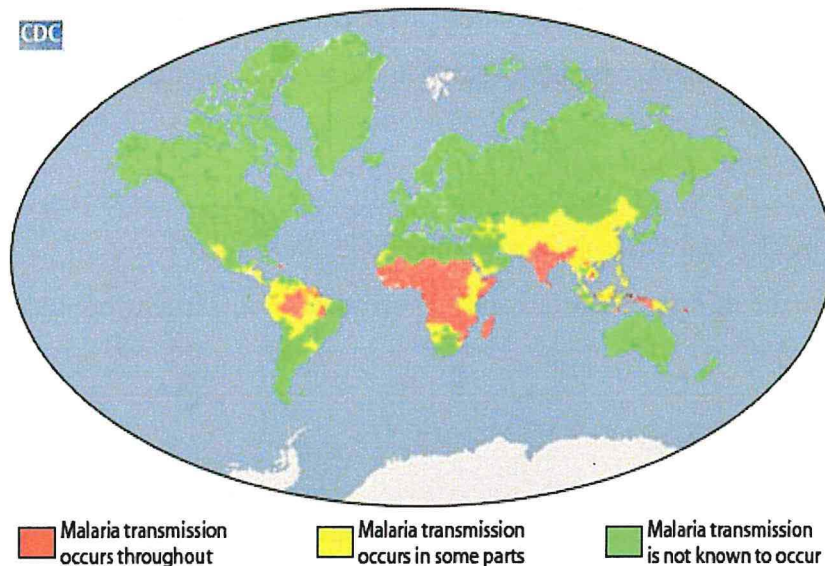 CDC
Malaria transmission
occurs throughout
Malaria transmission
occurs in some parts
Malaria transmission
is not known to occur